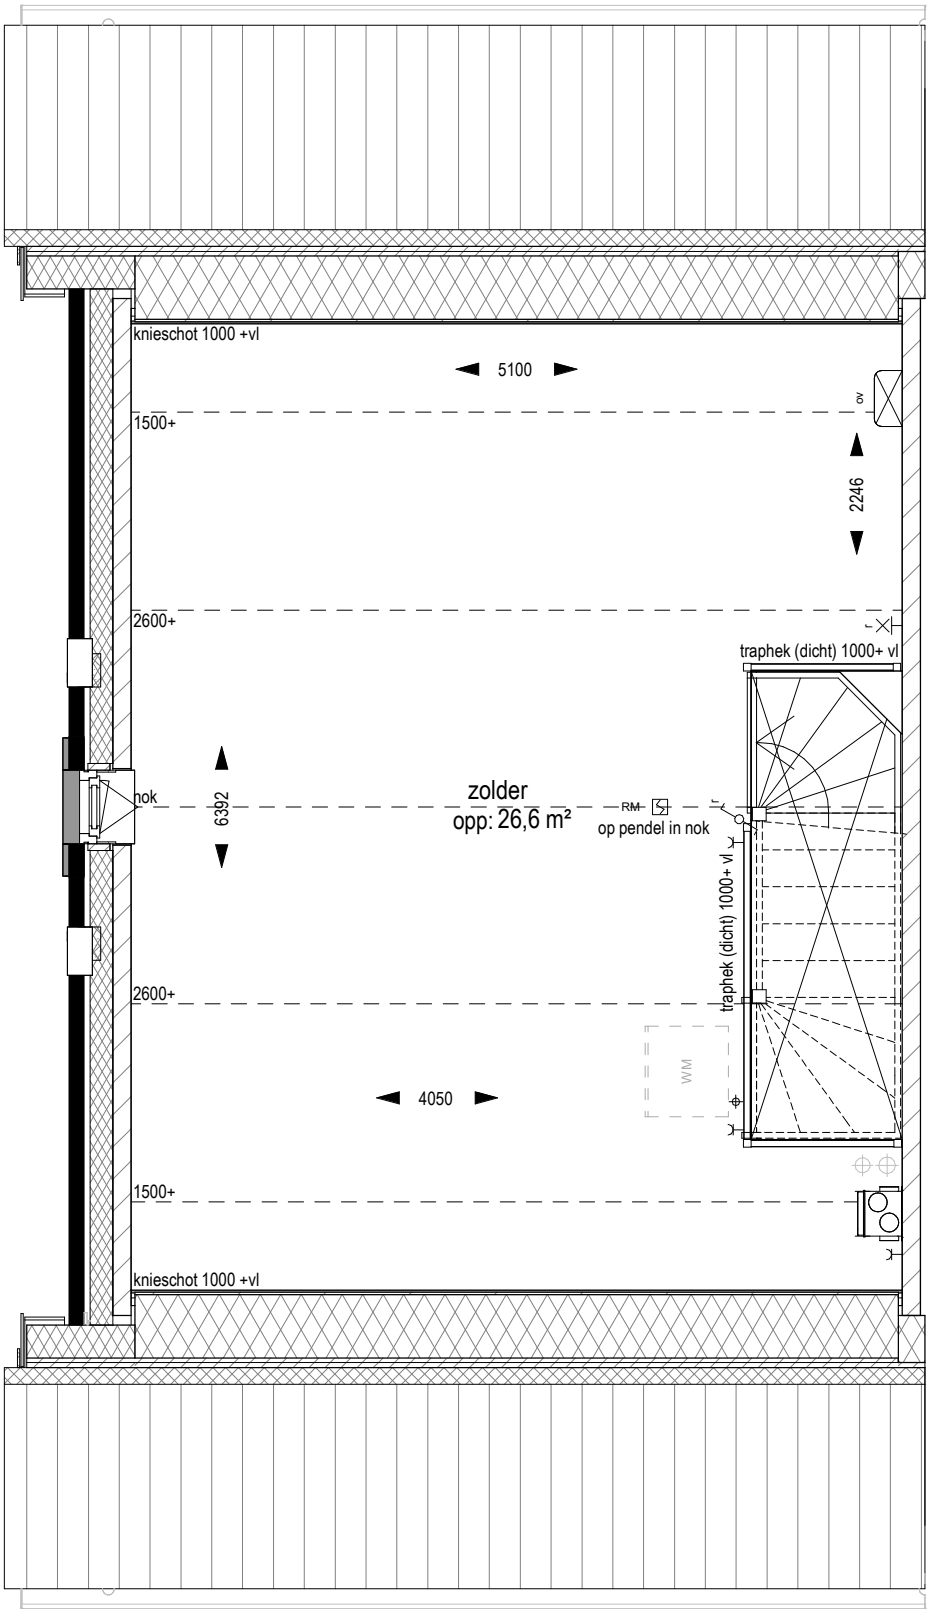 knieschot 1000 +vl
5100
ov
1500+
2246
2600+
r
traphek (dicht) 1000+ vl
nok
6392
zolder
opp: 26,6 m²
RM
op pendel in nok
r
traphek (dicht) 1000+ vl
2600+
WM
4050
1500+
knieschot 1000 +vl